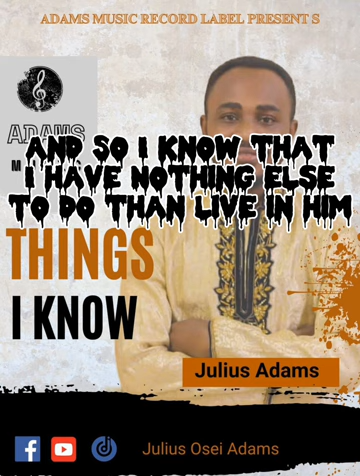 ADAMS MUSIC RECORD LABEL PRESENT S
ADAMS
M
AND SO I KNOW THAT
I HAVE NOTHING ELSE
TO DO THAN LIVE IN HIM
THINGS
I KNOW
Julius Adams
Julius Osei Adams